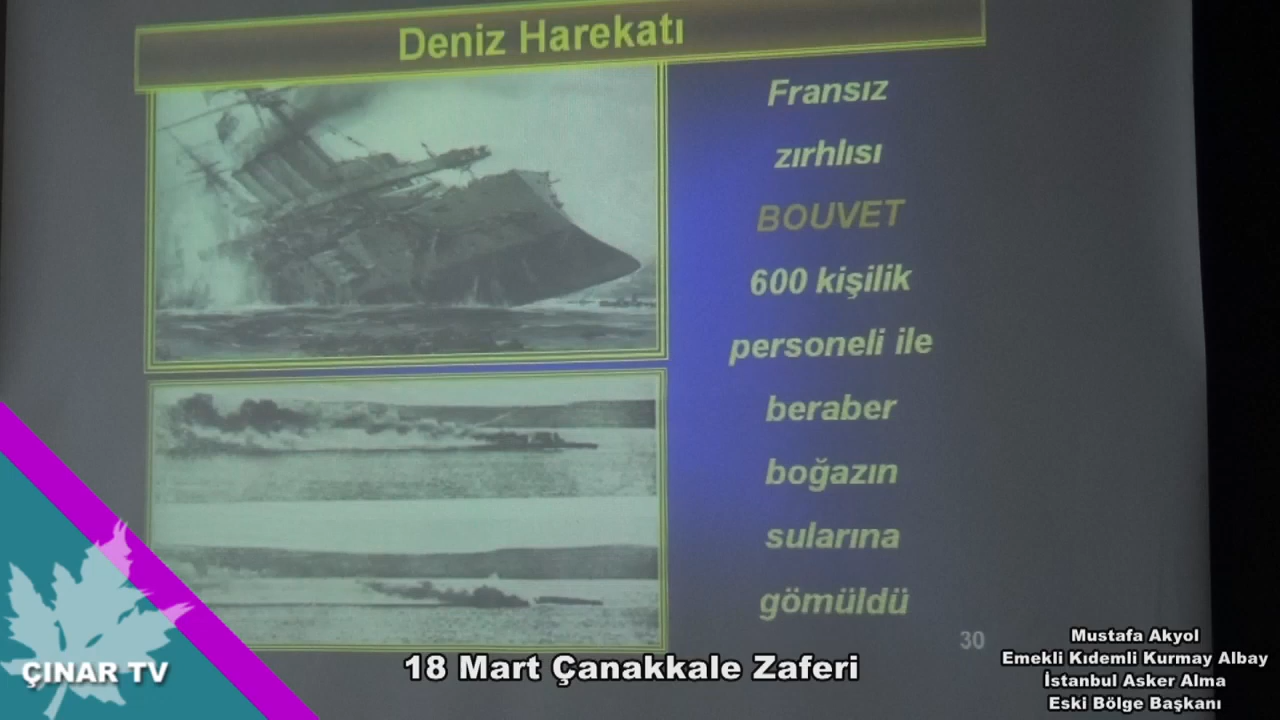 Deniz Harekatı
Fransız
zırhlısı
BOUVET
600 kişilik
personeli ile
beraber
boğazın
sularına
gömüldü
30
18 Mart Çanakkale Zaferi
ÇINAR TV
Mustafa Akyol
Emekli Kıdemli Kurmay Albay
İstanbul Asker Alma
Eski Bölge Başkanı